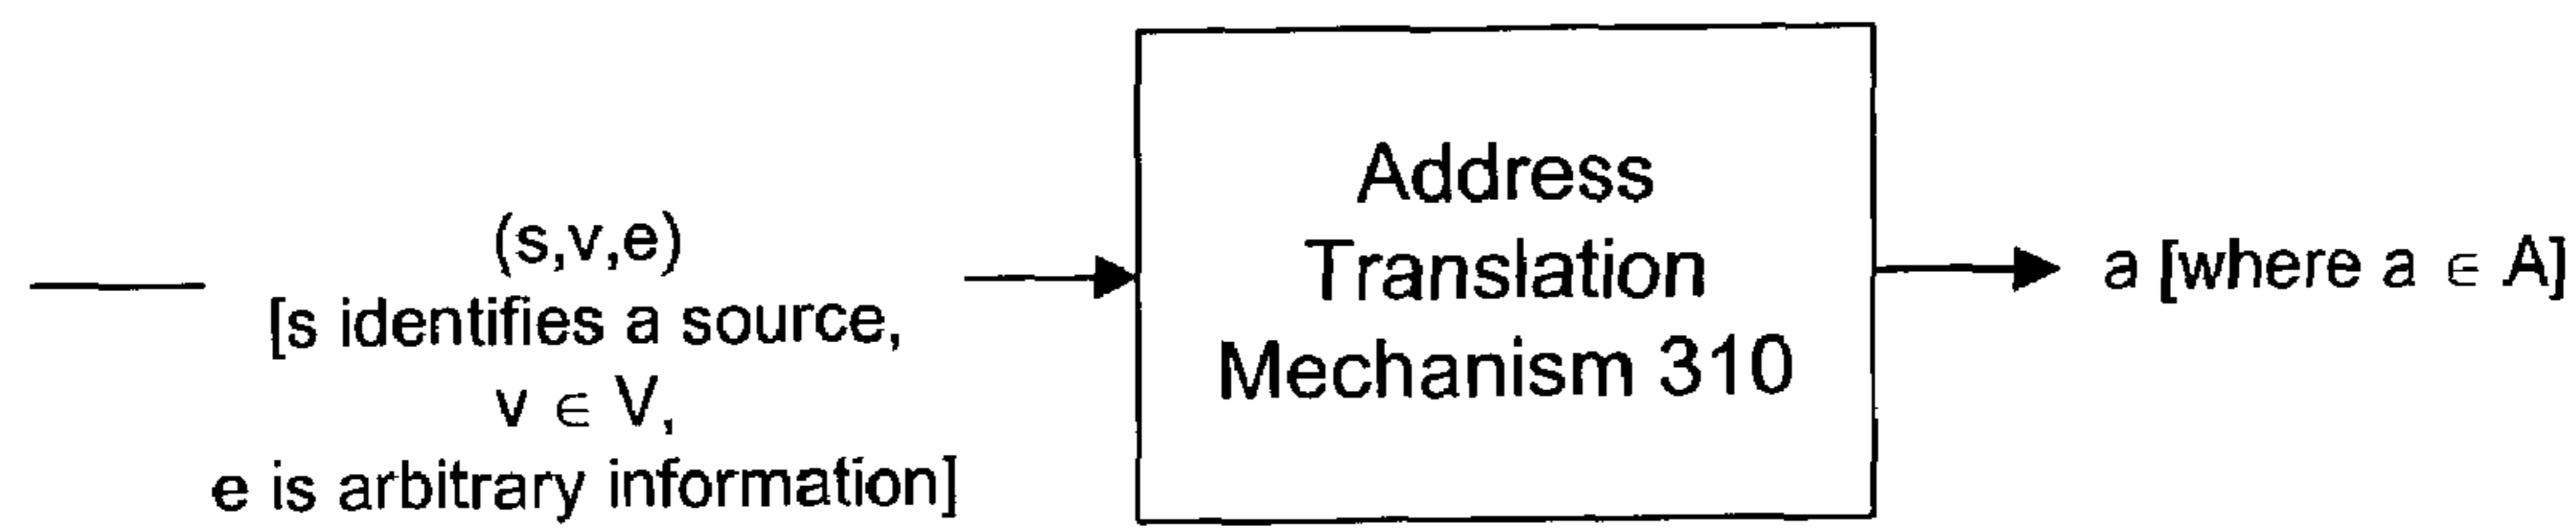 (s,v,e)
[s identifies a source,
v ∈ V,
e is arbitrary information]
Address
Translation
Mechanism 310
a [where a ∈ A]